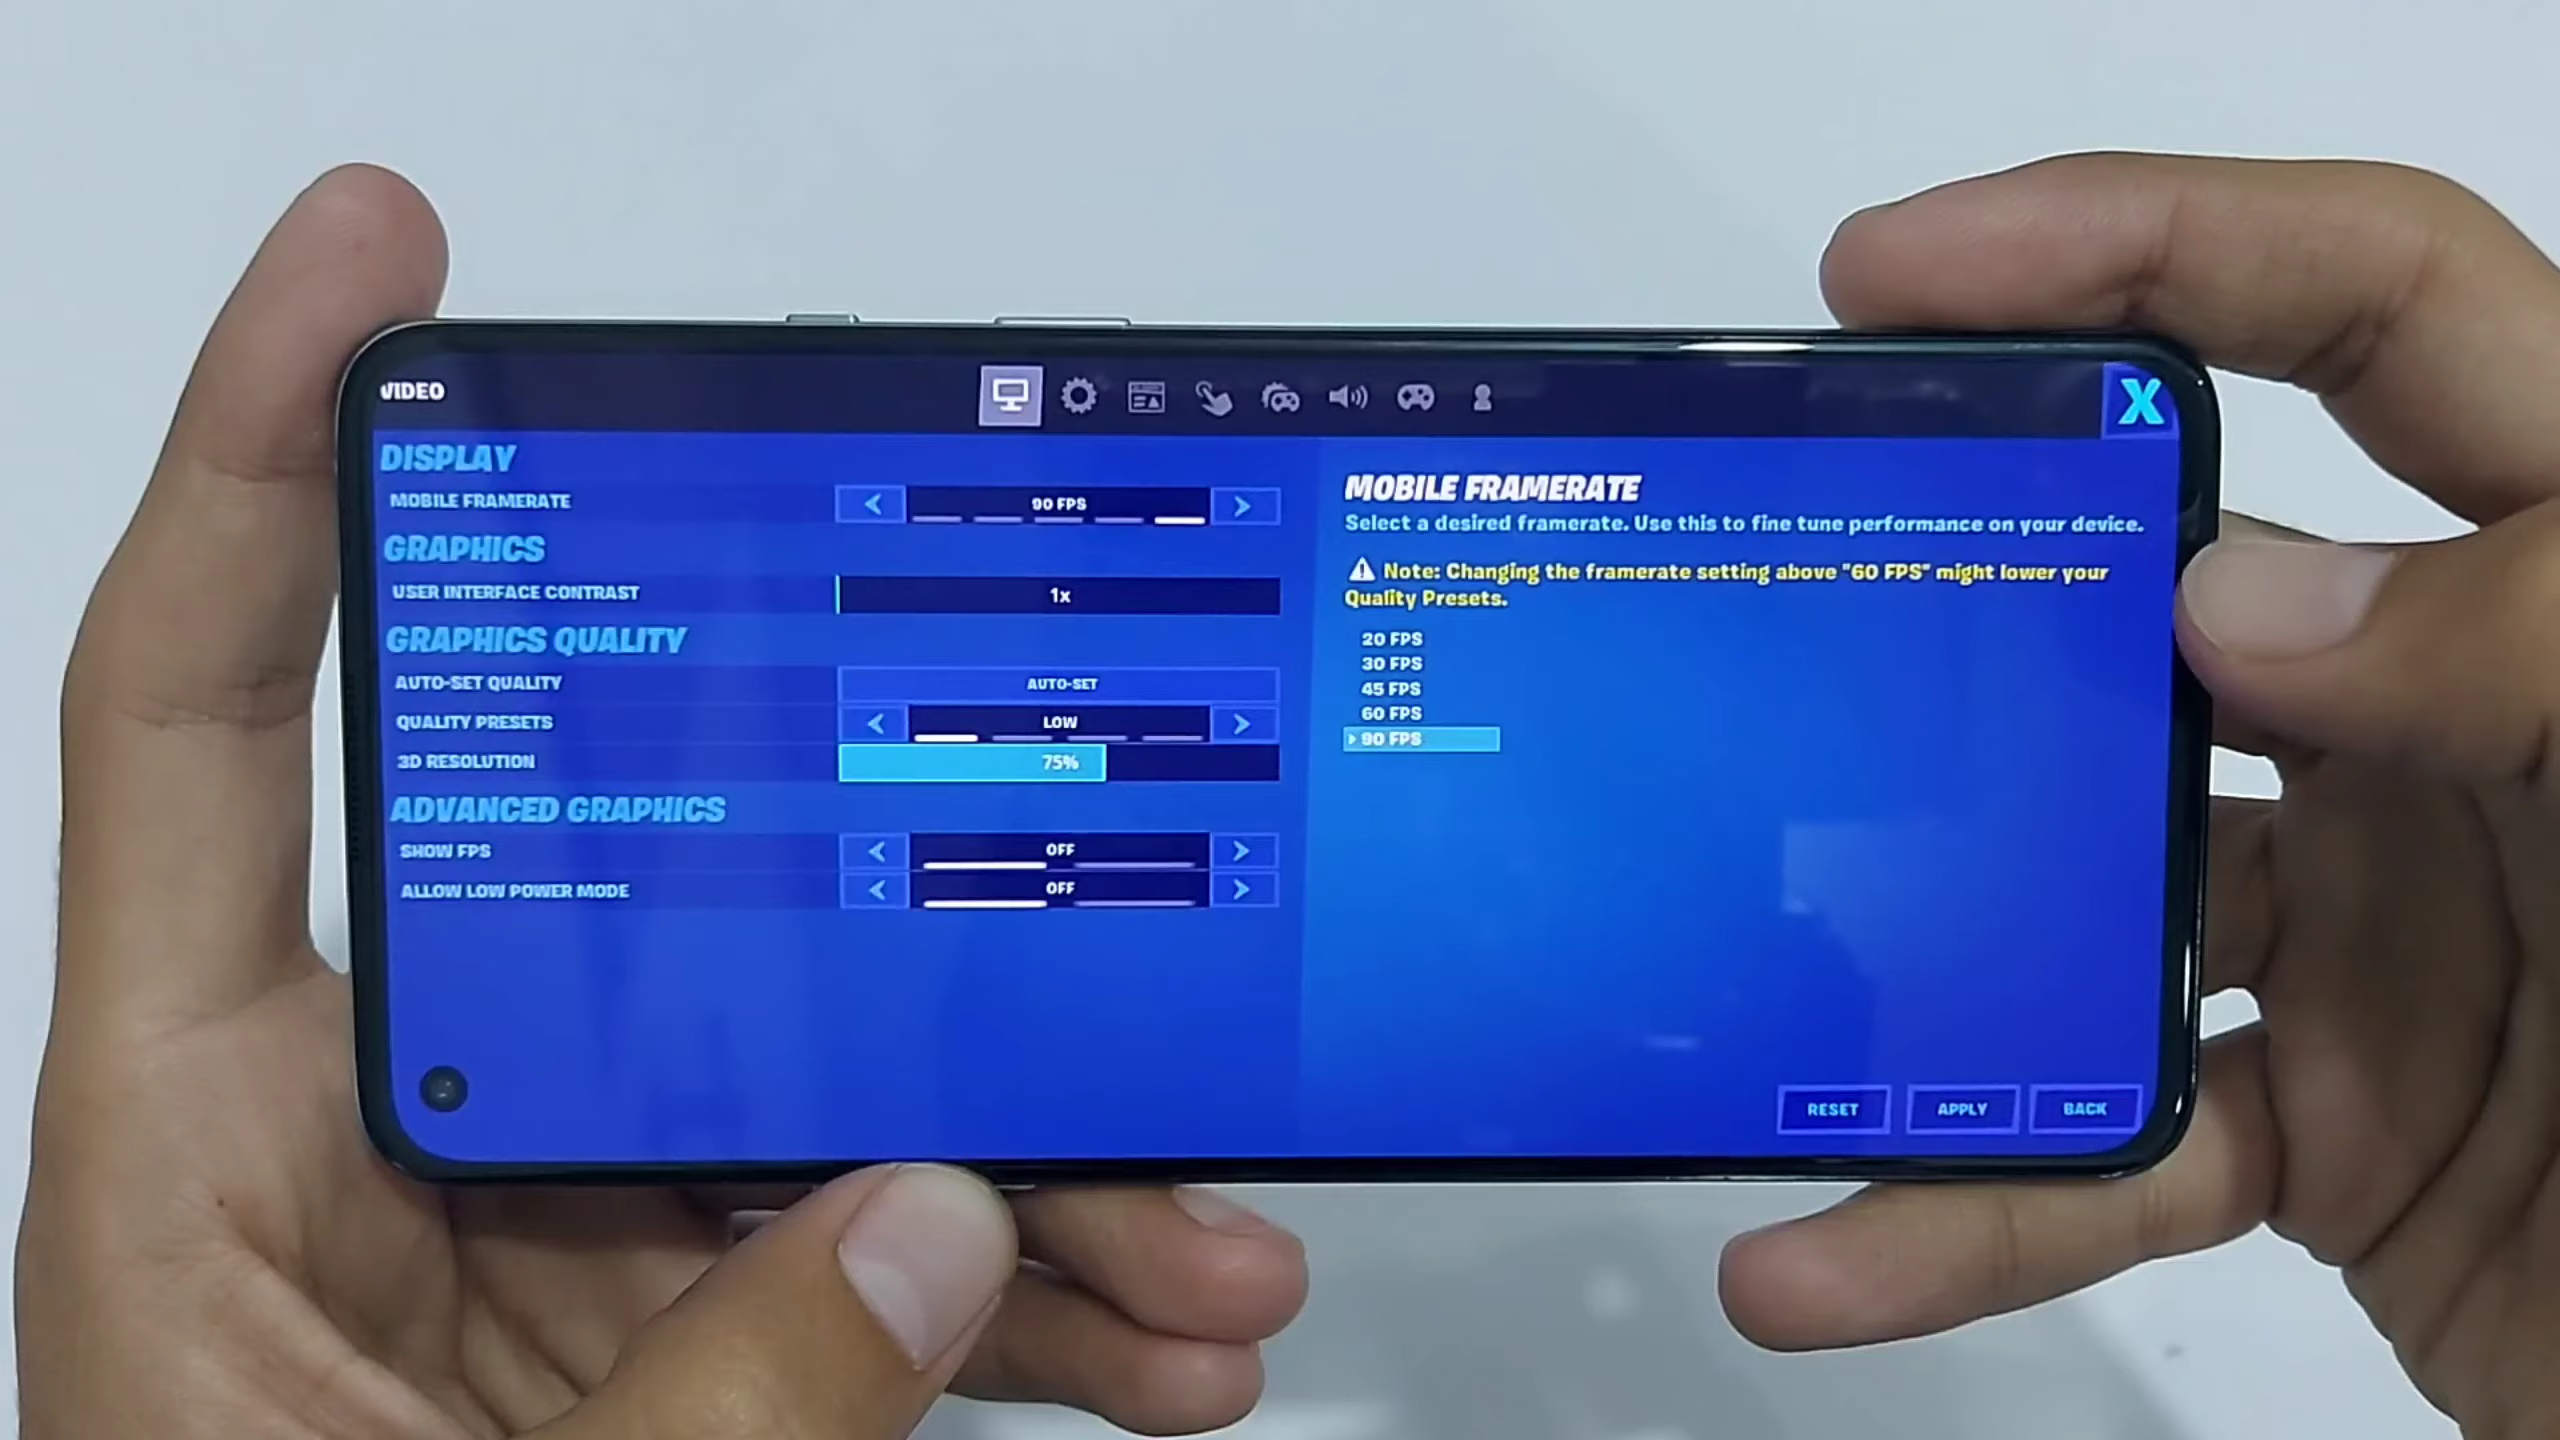 VIDEO
X
DISPLAY
MOBILE FRAMERATE
90 FPS
GRAPHICS
USER INTERFACE CONTRAST
1x
GRAPHICS QUALITY
AUTO-SET QUALITY
AUTO-SET
QUALITY PRESETS
LOW
3D RESOLUTION
75%
ADVANCED GRAPHICS
SHOW FPS
OFF
ALLOW LOW POWER MODE
OFF
MOBILE FRAMERATE
Select a desired framerate. Use this to fine tune performance on your device.
Note: Changing the framerate setting above "60 FPS" might lower your
Quality Presets.
20 FPS
30 FPS
45 FPS
60 FPS
90 FPS
RESET
APPLY
BACK